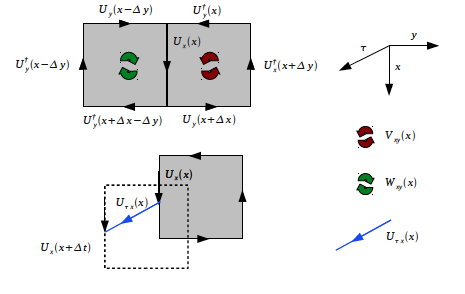 U_y(x−Δy) U_y^†(x)
U_x(x)
U_y^†(x−Δy) U_x^†(x+Δy)
U_y^†(x+Δx−Δy) U_y(x+Δx)
y
τ
x
V_xy(x)
W_xy(x)
U_τx(x)
U_x(x)
U_τx(x)
U_x(x+Δt)